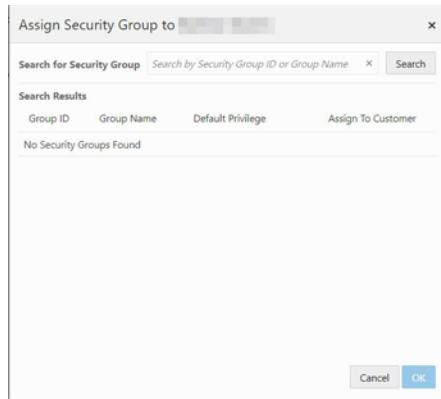 Assign Security Group to
Search for Security Group Search by Security Group ID or Group Name × Search
Search Results
Group ID Group Name Default Privilege Assign To Customer
No Security Groups Found
Cancel OK